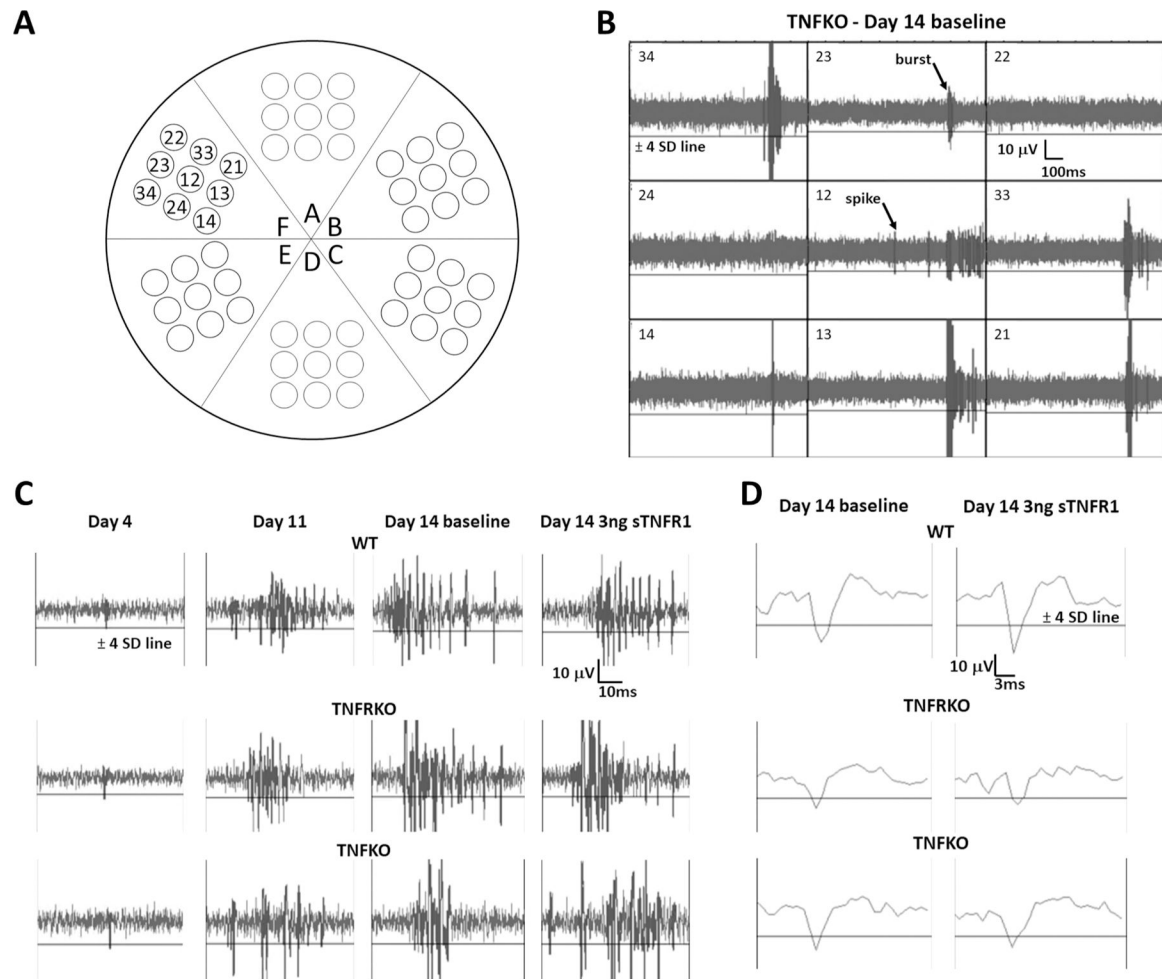 A
22
33
21
23
12
13
34
24
14
F A B
E D C
B
TNFKO - Day 14 baseline
34
23
22
burst
± 4 SD line
10 μV
100ms
24
12
33
spike
14
13
21
C
Day 4
Day 11
Day 14 baseline
Day 14 3ng sTNFR1
WT
± 4 SD line
10 μV
10ms
TNFRKO
TNFKO
D
Day 14 baseline
Day 14 3ng sTNFR1
WT
± 4 SD line
10 μV
3ms
TNFRKO
TNFKO